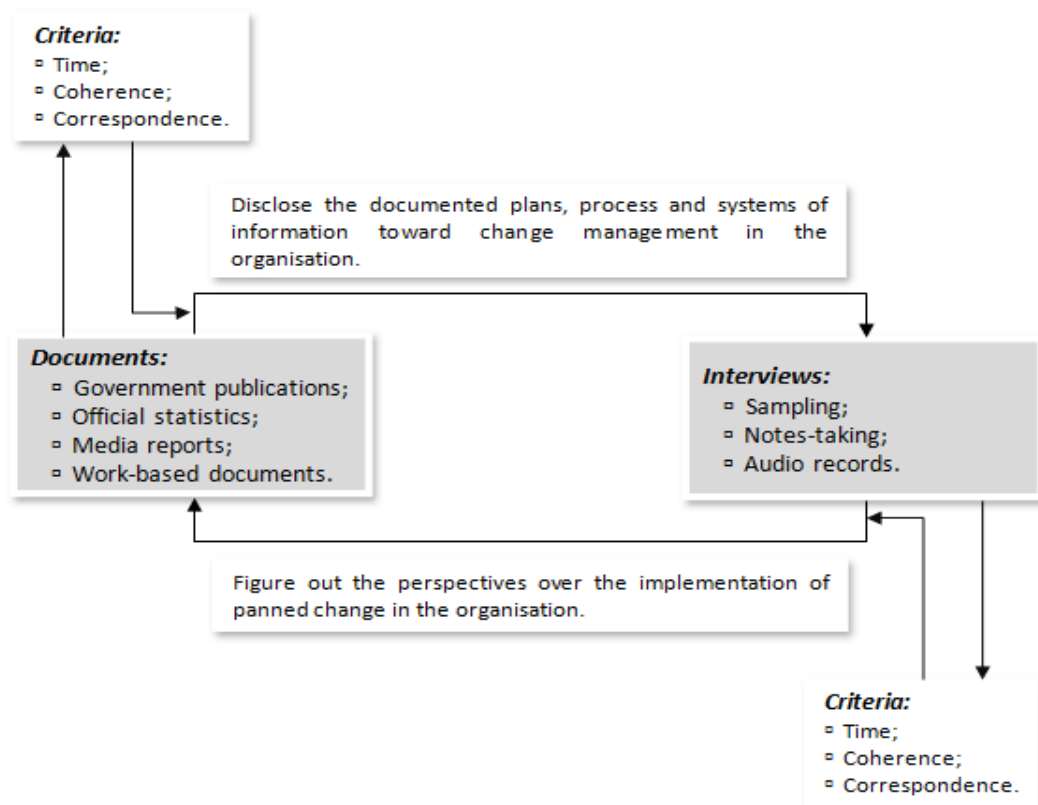 Criteria:
▫ Time;
▫ Coherence;
▫ Correspondence.
Disclose the documented plans, process and systems of
information toward change management in the
organisation.
Documents:
▫ Government publications;
▫ Official statistics;
▫ Media reports;
▫ Work-based documents.
Interviews:
▫ Sampling;
▫ Notes-taking;
▫ Audio records.
Figure out the perspectives over the implementation of
panned change in the organisation.
Criteria:
▫ Time;
▫ Coherence;
▫ Correspondence.